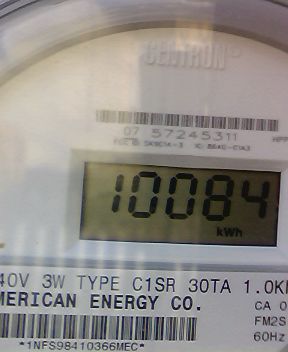 CENTRON
07 57245311
10084
kWh
40V 3W TYPE C1SR 30TA 1.0K
MERICAN ENERGY CO.
CA 0
FM2S
60Hz
*1NFS98410366MEC*